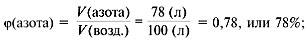 φ(азота) = V(азота) / V(возд.) = 78 (л) / 100 (л) = 0,78, или 78%;